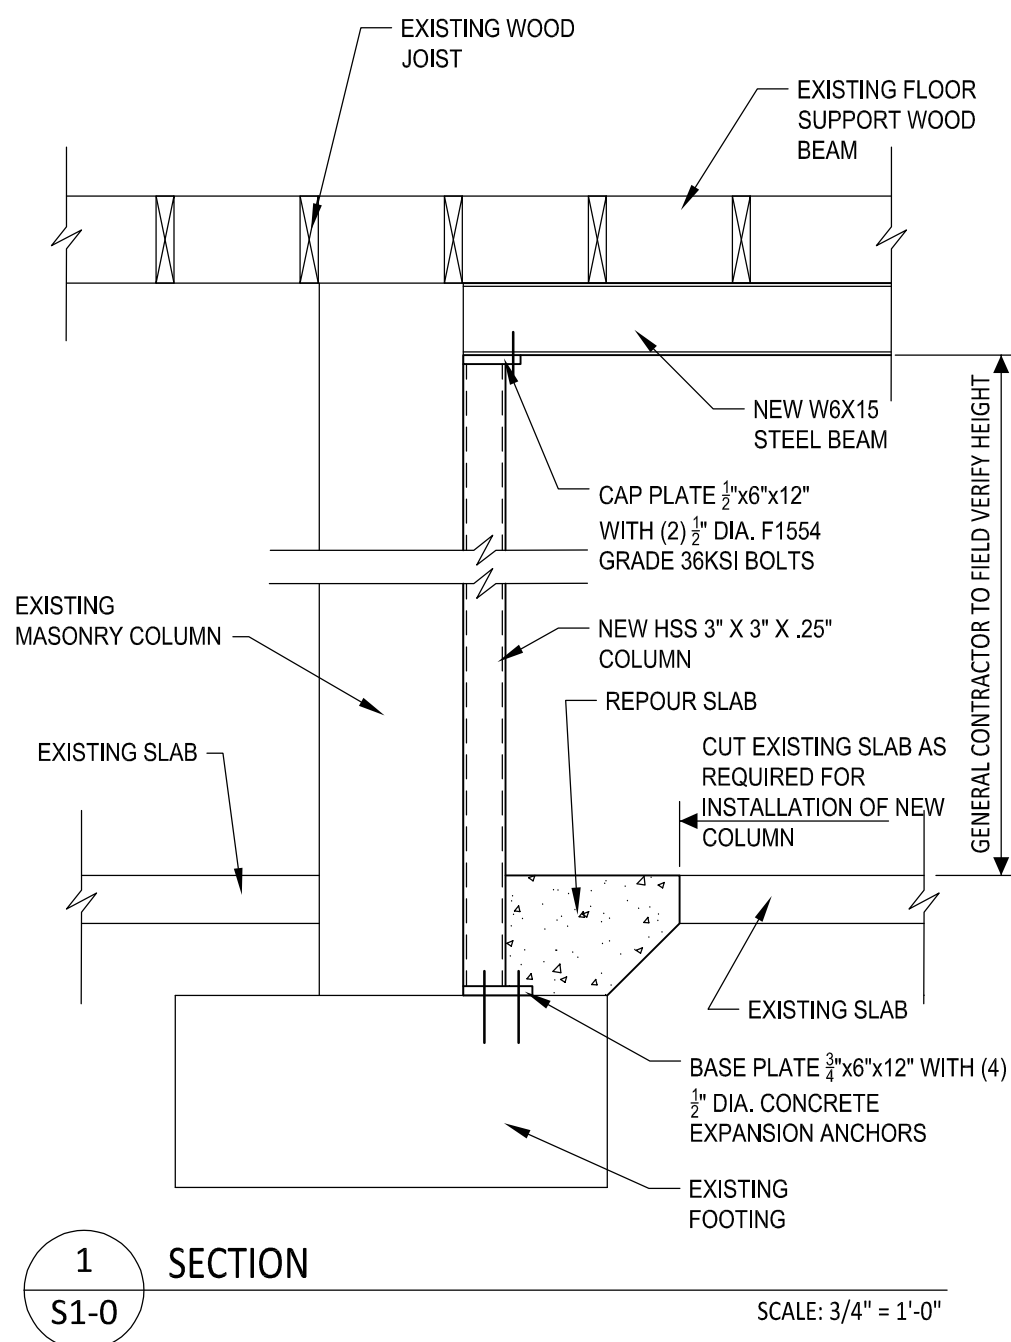 EXISTING WOOD
JOIST
EXISTING FLOOR
SUPPORT WOOD
BEAM
NEW W6X15
STEEL BEAM
CAP PLATE 1/2"x6"x12"
WITH (2) 1/2" DIA. F1554
GRADE 36KSI BOLTS
GENERAL CONTRACTOR TO FIELD VERIFY HEIGHT
EXISTING
MASONRY COLUMN
NEW HSS 3" X 3" X .25"
COLUMN
REPOUR SLAB
EXISTING SLAB
CUT EXISTING SLAB AS
REQUIRED FOR
INSTALLATION OF NEW
COLUMN
EXISTING SLAB
BASE PLATE 3/4"x6"x12" WITH (4)
1/2" DIA. CONCRETE
EXPANSION ANCHORS
EXISTING
FOOTING
1
S1-0
SECTION
SCALE: 3/4" = 1'-0"